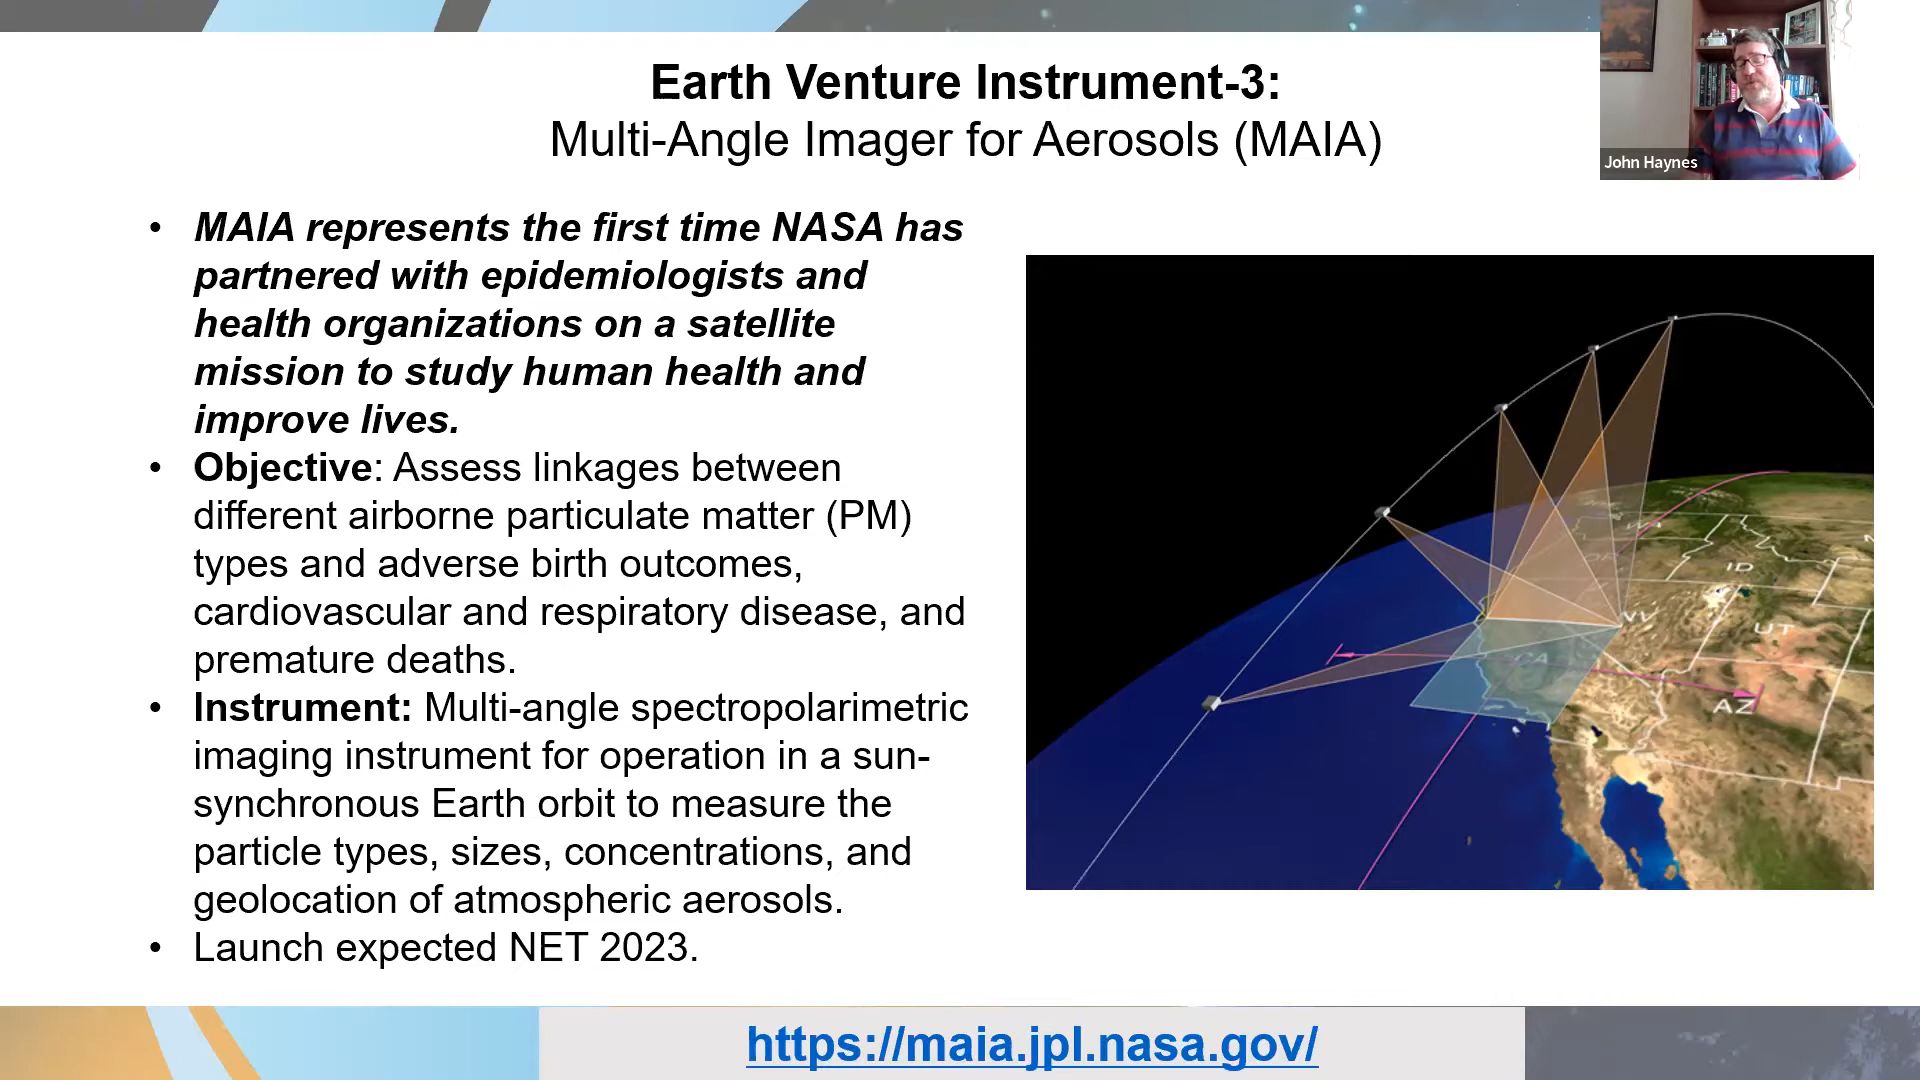 Earth Venture Instrument-3:
Multi-Angle Imager for Aerosols (MAIA)
John Haynes
• MAIA represents the first time NASA has
partnered with epidemiologists and
health organizations on a satellite
mission to study human health and
improve lives.
• Objective: Assess linkages between
different airborne particulate matter (PM)
types and adverse birth outcomes,
cardiovascular and respiratory disease, and
premature deaths.
• Instrument: Multi-angle spectropolarimetric
imaging instrument for operation in a sun-
synchronous Earth orbit to measure the
particle types, sizes, concentrations, and
geolocation of atmospheric aerosols.
• Launch expected NET 2023.
ID
NV
UT
CA
AZ
https://maia.jpl.nasa.gov/